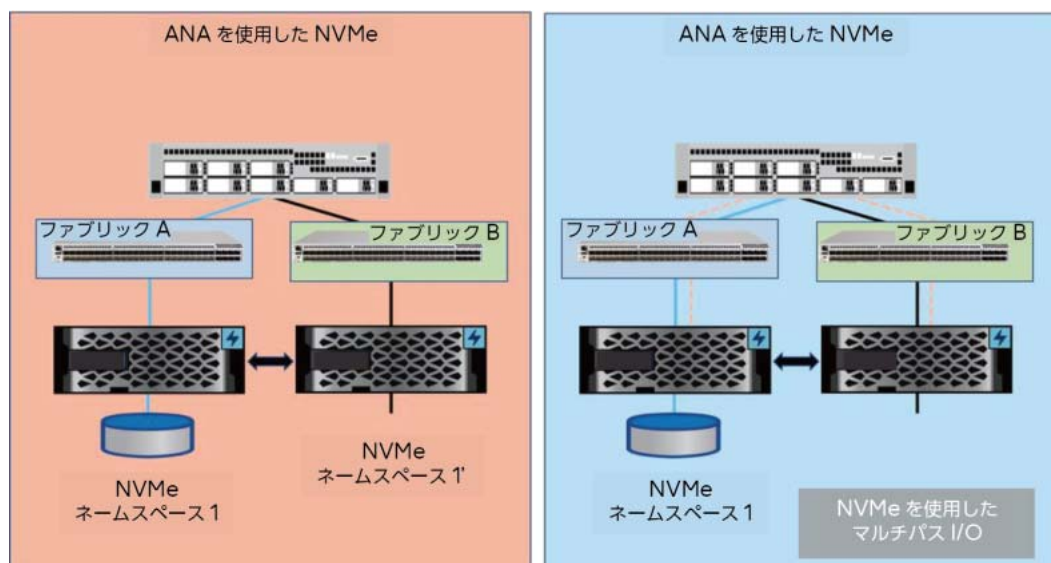 ANA を使用した NVMe
ファブリック A
ファブリック B
NVMe
ネームスペース 1
NVMe
ネームスペース 1'
ANA を使用した NVMe
ファブリック A
ファブリック B
NVMe
ネームスペース 1
NVMe を使用した
マルチパス I/O